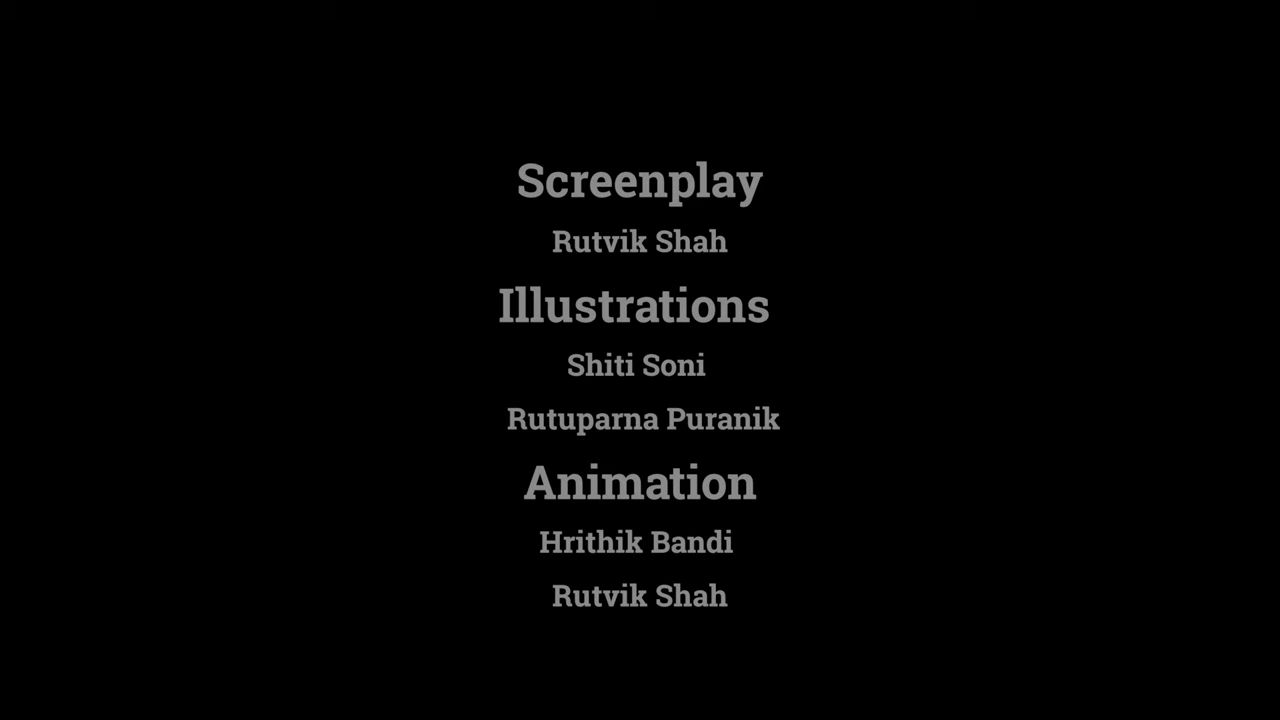 Screenplay
Rutvik Shah
Illustrations
Shiti Soni
Rutuparna Puranik
Animation
Hrithik Bandi
Rutvik Shah